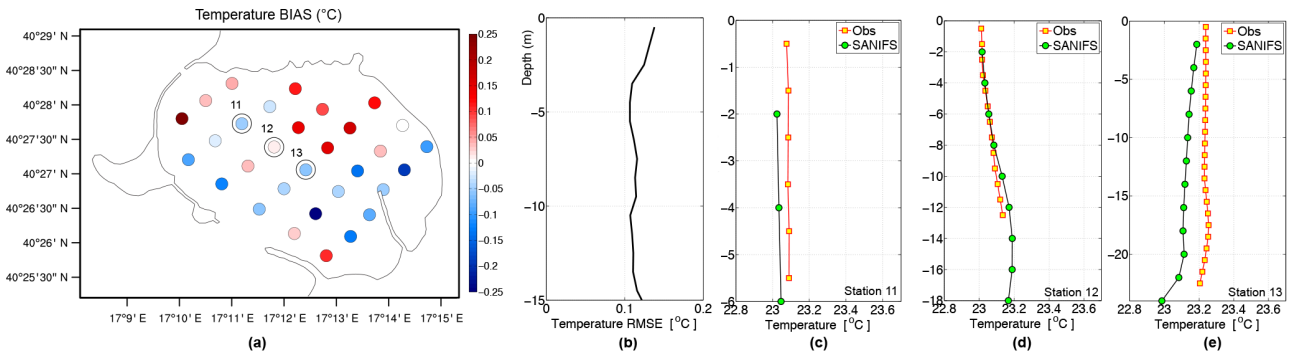 Temperature BIAS (°C)
40°29' N
40°28'30" N
40°28' N
40°27'30" N
40°27' N
40°26'30" N
40°26' N
40°25'30" N
17°9' E 17°10' E 17°11' E 17°12' E 17°13' E 17°14' E 17°15' E
11
12
13
0.25
0.2
0.15
0.1
0.05
0
−0.05
−0.1
−0.15
−0.2
−0.25
(a)
Depth (m)
0
−5
−10
−15
0 0.1 0.2
Temperature RMSE [ °C]
(b)
Obs
SANIFS
0
−1
−2
−3
−4
−5
−6
Station 11
22.8 23 23.2 23.4 23.6
Temperature [ °C]
(c)
Obs
SANIFS
0
−2
−4
−6
−8
−10
−12
−14
−16
−18
Station 12
22.8 23 23.2 23.4 23.6
Temperature [ °C]
(d)
Obs
SANIFS
0
−5
−10
−15
−20
Station 13
22.8 23 23.2 23.4 23.6
Temperature [ °C]
(e)